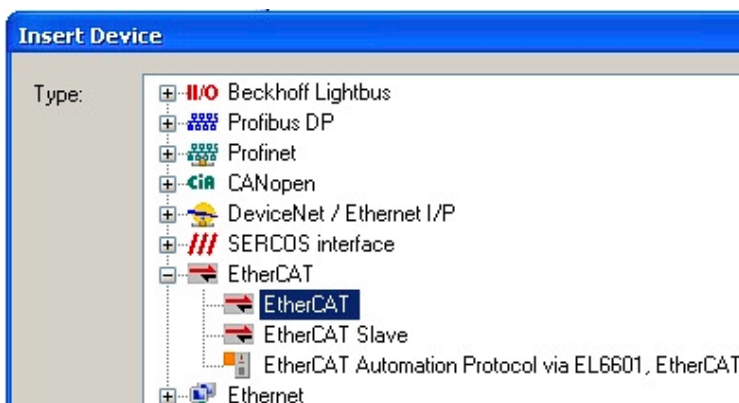 Insert Device
Type:
II/O Beckhoff Lightbus
Profibus DP
Profinet
CiA CANopen
DeviceNet / Ethernet I/P
SERCOS interface
EtherCAT
EtherCAT
EtherCAT Slave
EtherCAT Automation Protocol via EL6601, EtherCAT
Ethernet